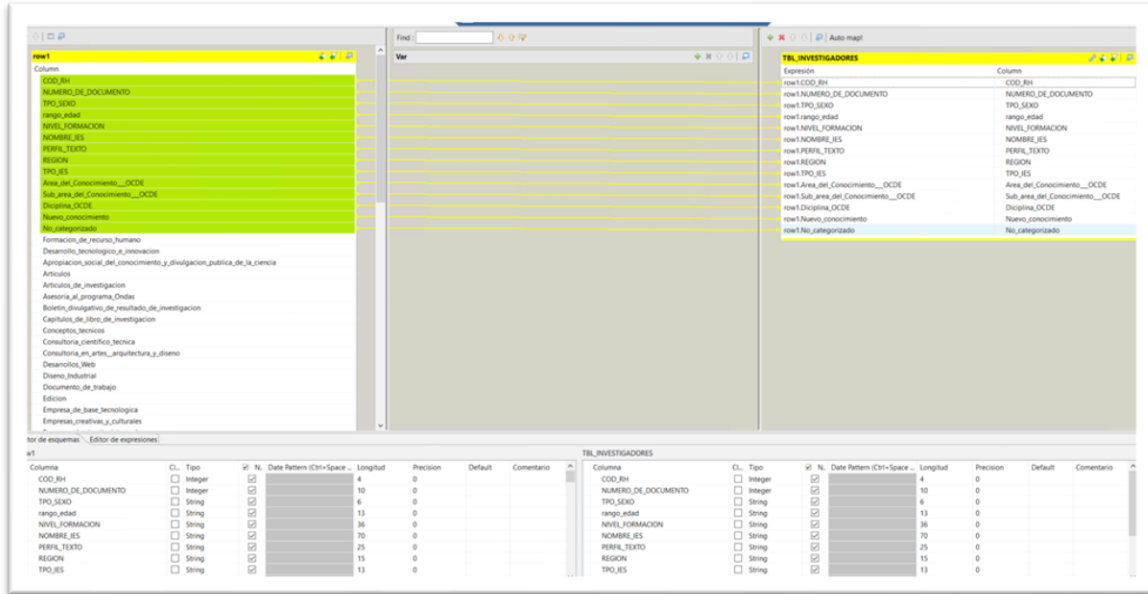 Find :
Auto map!
row1
Column
COD_RH
NUMERO_DE_DOCUMENTO
TPO_SEXO
rango_edad
NIVEL_FORMACION
NOMBRE_IES
PERFIL_TEXTO
REGION
TPO_IES
Area_del_Conocimiento__OCDE
Sub_area_del_Conocimiento__OCDE
Diciplina_OCDE
Nuevo_conocimiento
No_categorizado
Formacion_de_recurso_humano
Desarrollo_tecnologico_e_innovacion
Apropiacion_social_del_conocimiento_y_divulgacion_publica_de_la_ciencia
Articulos
Articulos_de_investigacion
Asesoria_al_programa_Ondas
Boletin_divulgativo_de_resultado_de_investigacion
Capitulos_de_libro_de_investigacion
Conceptos_tecnicos
Consultoria_cientifico_tecnica
Consultoria_en_artes__arquitectura_y_diseno
Desarrollos_Web
Diseno_Industrial
Documento_de_trabajo
Edicion
Empresa_de_base_tecnologica
Empresas_creativas_y_culturales
Var
TBL_INVESTIGADORES
Expresión Column
row1.COD_RH COD_RH
row1.NUMERO_DE_DOCUMENTO NUMERO_DE_DOCUMENTO
row1.TPO_SEXO TPO_SEXO
row1.rango_edad rango_edad
row1.NIVEL_FORMACION NIVEL_FORMACION
row1.NOMBRE_IES NOMBRE_IES
row1.PERFIL_TEXTO PERFIL_TEXTO
row1.REGION REGION
row1.TPO_IES TPO_IES
row1.Area_del_Conocimiento__OCDE Area_del_Conocimiento__OCDE
row1.Sub_area_del_Conocimiento__OCDE Sub_area_del_Conocimiento__OCDE
row1.Diciplina_OCDE Diciplina_OCDE
row1.Nuevo_conocimiento Nuevo_conocimiento
row1.No_categorizado No_categorizado
tor de esquemas Editor de expresiones
w1
Columna Cl... Tipo N.. Date Pattern (Ctrl+Space ... Longitud Precision Default Comentario
COD_RH Integer 4 0
NUMERO_DE_DOCUMENTO Integer 10 0
TPO_SEXO String 6 0
rango_edad String 13 0
NIVEL_FORMACION String 36 0
NOMBRE_IES String 70 0
PERFIL_TEXTO String 25 0
REGION String 15 0
TPO_IES String 13 0
TBL_INVESTIGADORES
Columna Cl... Tipo N.. Date Pattern (Ctrl+Space ... Longitud Precision Default Comentario
COD_RH Integer 4 0
NUMERO_DE_DOCUMENTO Integer 10 0
TPO_SEXO String 6 0
rango_edad String 13 0
NIVEL_FORMACION String 36 0
NOMBRE_IES String 70 0
PERFIL_TEXTO String 25 0
REGION String 15 0
TPO_IES String 13 0